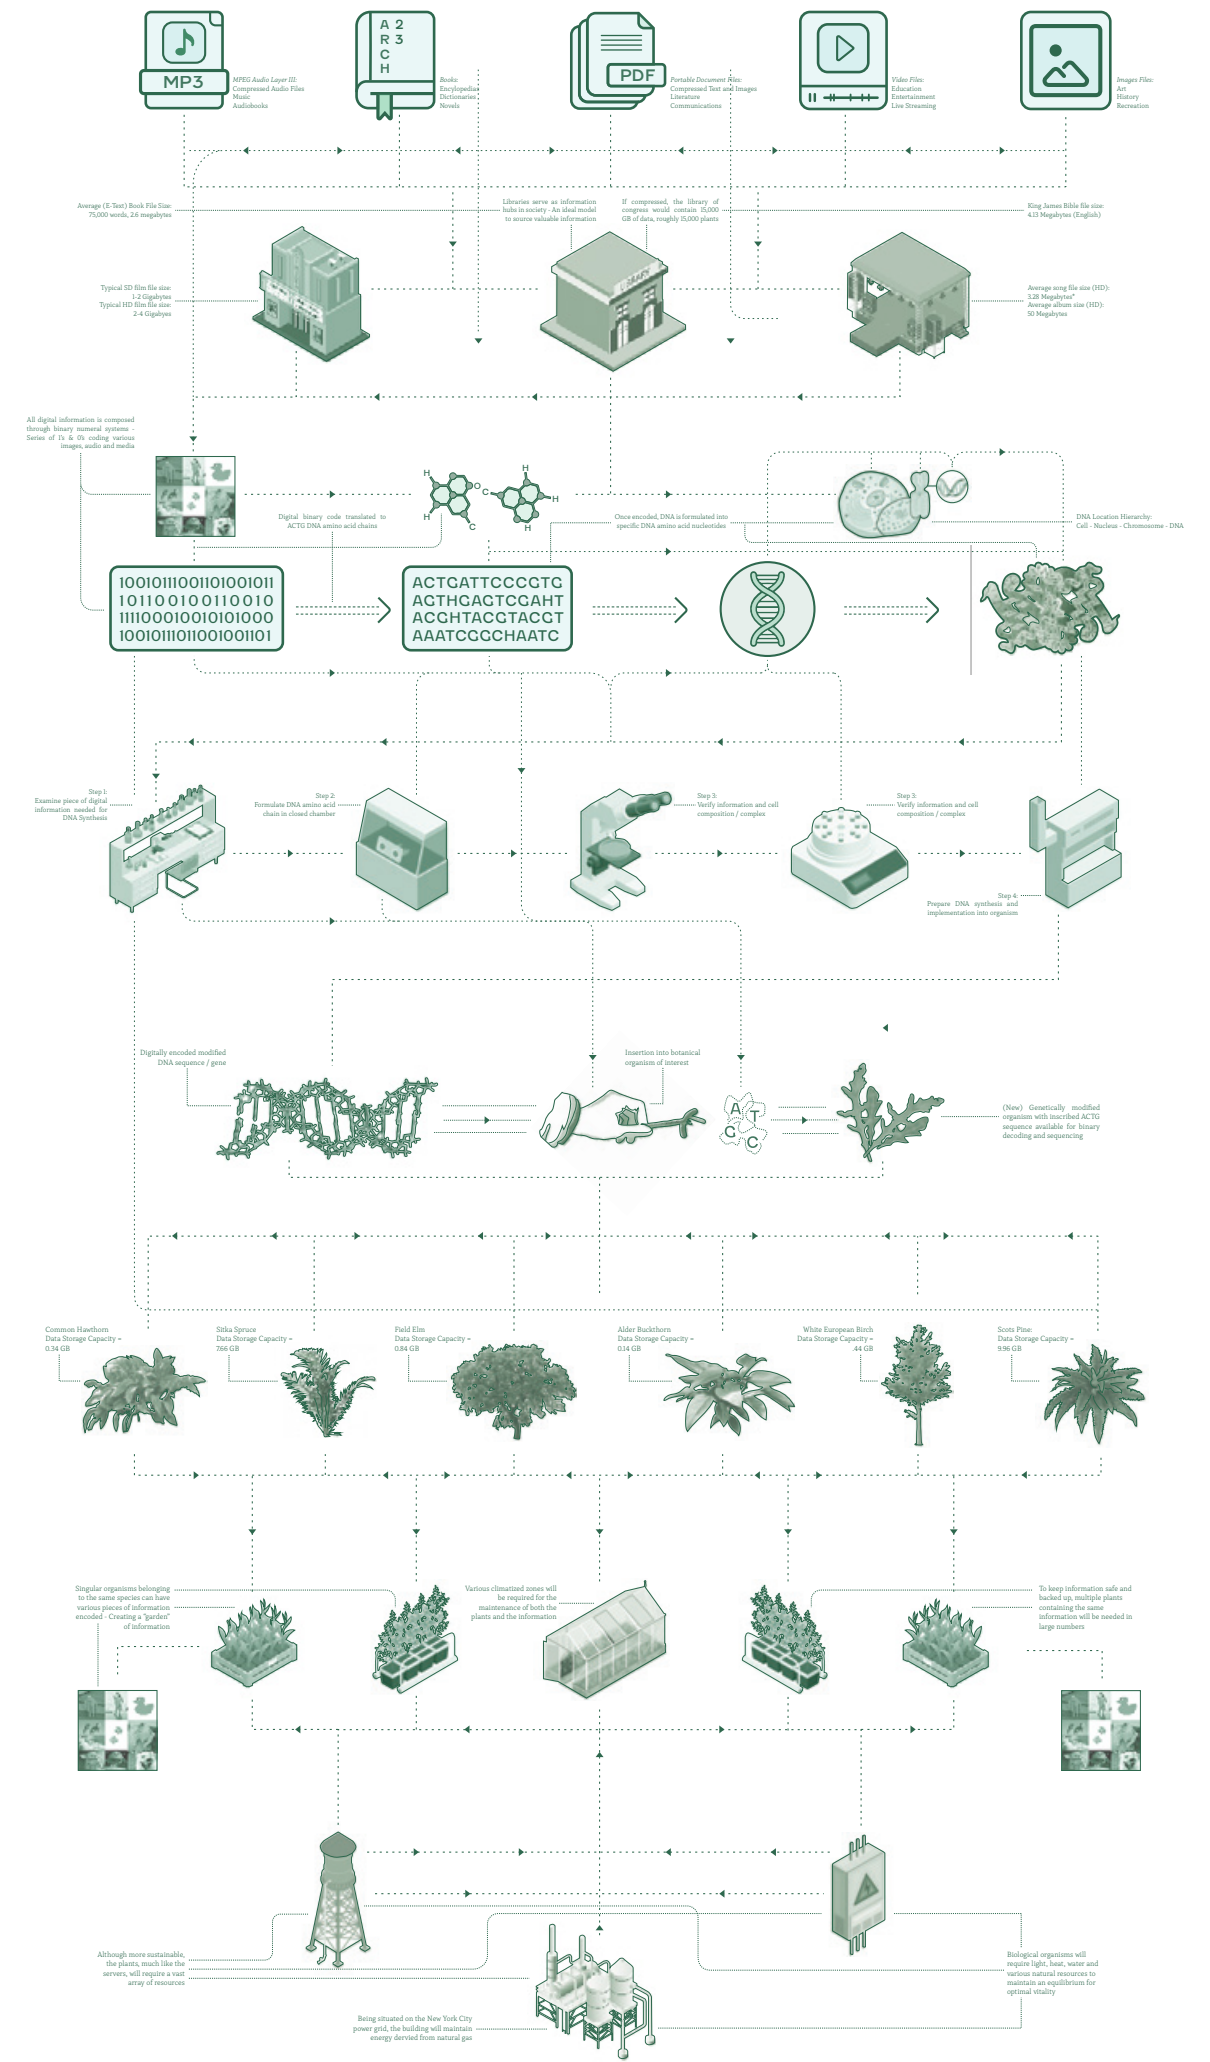 MP3
MPEG Audio Layer III:
Compressed Audio Files
Music
Audiobooks
A 2
R 3
C
H
Books:
Encylopedias
Dictionaries
Novels
PDF
Portable Document Files:
Compressed Text and Images
Literature
Communications
Video Files:
Education
Entertainment
Live Streaming
Images Files:
Art
History
Recreation
Average (E-Text) Book File Size:
75,000 words, 2.6 megabytes
Libraries serve as information
hubs in society - An ideal model
to source valuable information
If compressed, the library of
congress would contain 15,000
GB of data, roughly 15,000 plants
King James Bible file size:
4.13 Megabytes (English)
Typical SD film file size:
1-2 Gigabytes
Typical HD film file size:
2-4 Gigabyes
Average song file size (HD):
3.28 Megabytes*
Average album size (HD):
50 Megabytes
All digital information is composed
through binary numeral systems -
Series of 1's & 0's coding various
images, audio and media
H
H
O
C
C
H
H
H
Digital binary code translated to
ACTG DNA amino acid chains
Once encoded, DNA is formulated into
specific DNA amino acid nucleotides
DNA Location Hierarchy:
Cell - Nucleus - Chromosome - DNA
10010111001101001011
101100100110010
11110001001010101000
10010111011001001101
ACTGATTCCCGTG
AGTHGAGTCGAHT
ACGHTACGTACGT
AAATCGGCHAATC
Step 1:
Examine piece of digital
information needed for
DNA Synthesis
Step 2:
Formulate DNA amino acid
chain in closed chamber
Step 3:
Verify information and cell
composition / complex
Step 3:
Verify information and cell
composition / complex
Step 4:
Prepare DNA synthesis and
implementation into organism
Digitally encoded modified
DNA sequence / gene
Insertion into botanical
organism of interest
A
T
C
C
(New) Genetically modified
organism with inscribed ACTG
sequence available for binary
decoding and sequencing
Common Hawthorn
Data Storage Capacity =
0.34 GB
Sitka Spruce
Data Storage Capacity =
7.66 GB
Field Elm
Data Storage Capacity =
0.84 GB
Alder Buckthorn
Data Storage Capacity =
0.14 GB
White European Birch
Data Storage Capacity =
.44 GB
Scots Pine:
Data Storage Capacity =
9.96 GB
Singular organisms belonging
to the same species can have
various pieces of information
encoded - Creating a "garden"
of information
Various climatized zones will
be required for the
maintenance of both the
plants and the information
To keep information safe and
backed up, multiple plants
containing the same
information will be needed in
large numbers
Although more sustainable,
the plants, much like the
servers, will require a vast
array of resources
Biological organisms will
require light, heat, water and
various natural resources to
maintain an equilibrium for
optimal vitality
Being situated on the New York City
power grid, the building will maintain
energy dervied from natural gas